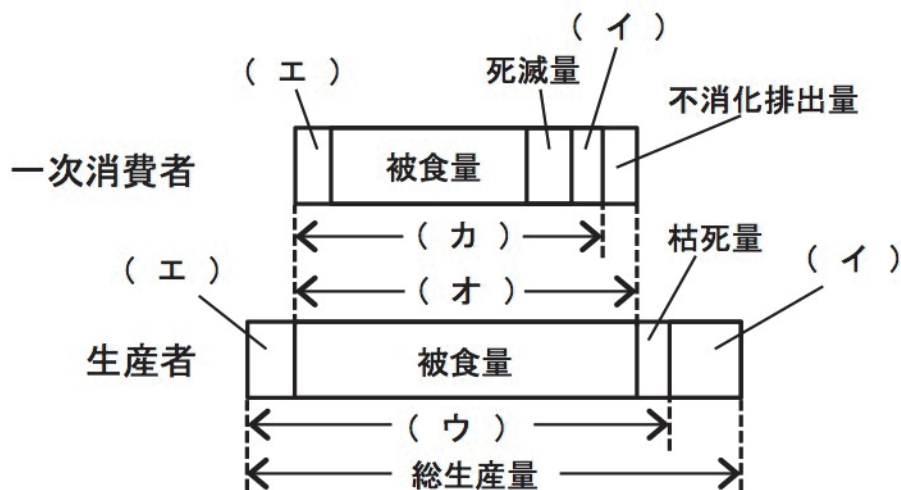 ( イ )
( エ )
死滅量
不消化排出量
一次消費者
被食量
( カ )
枯死量
( エ )
( イ )
( オ )
生産者
被食量
( ウ )
総生産量